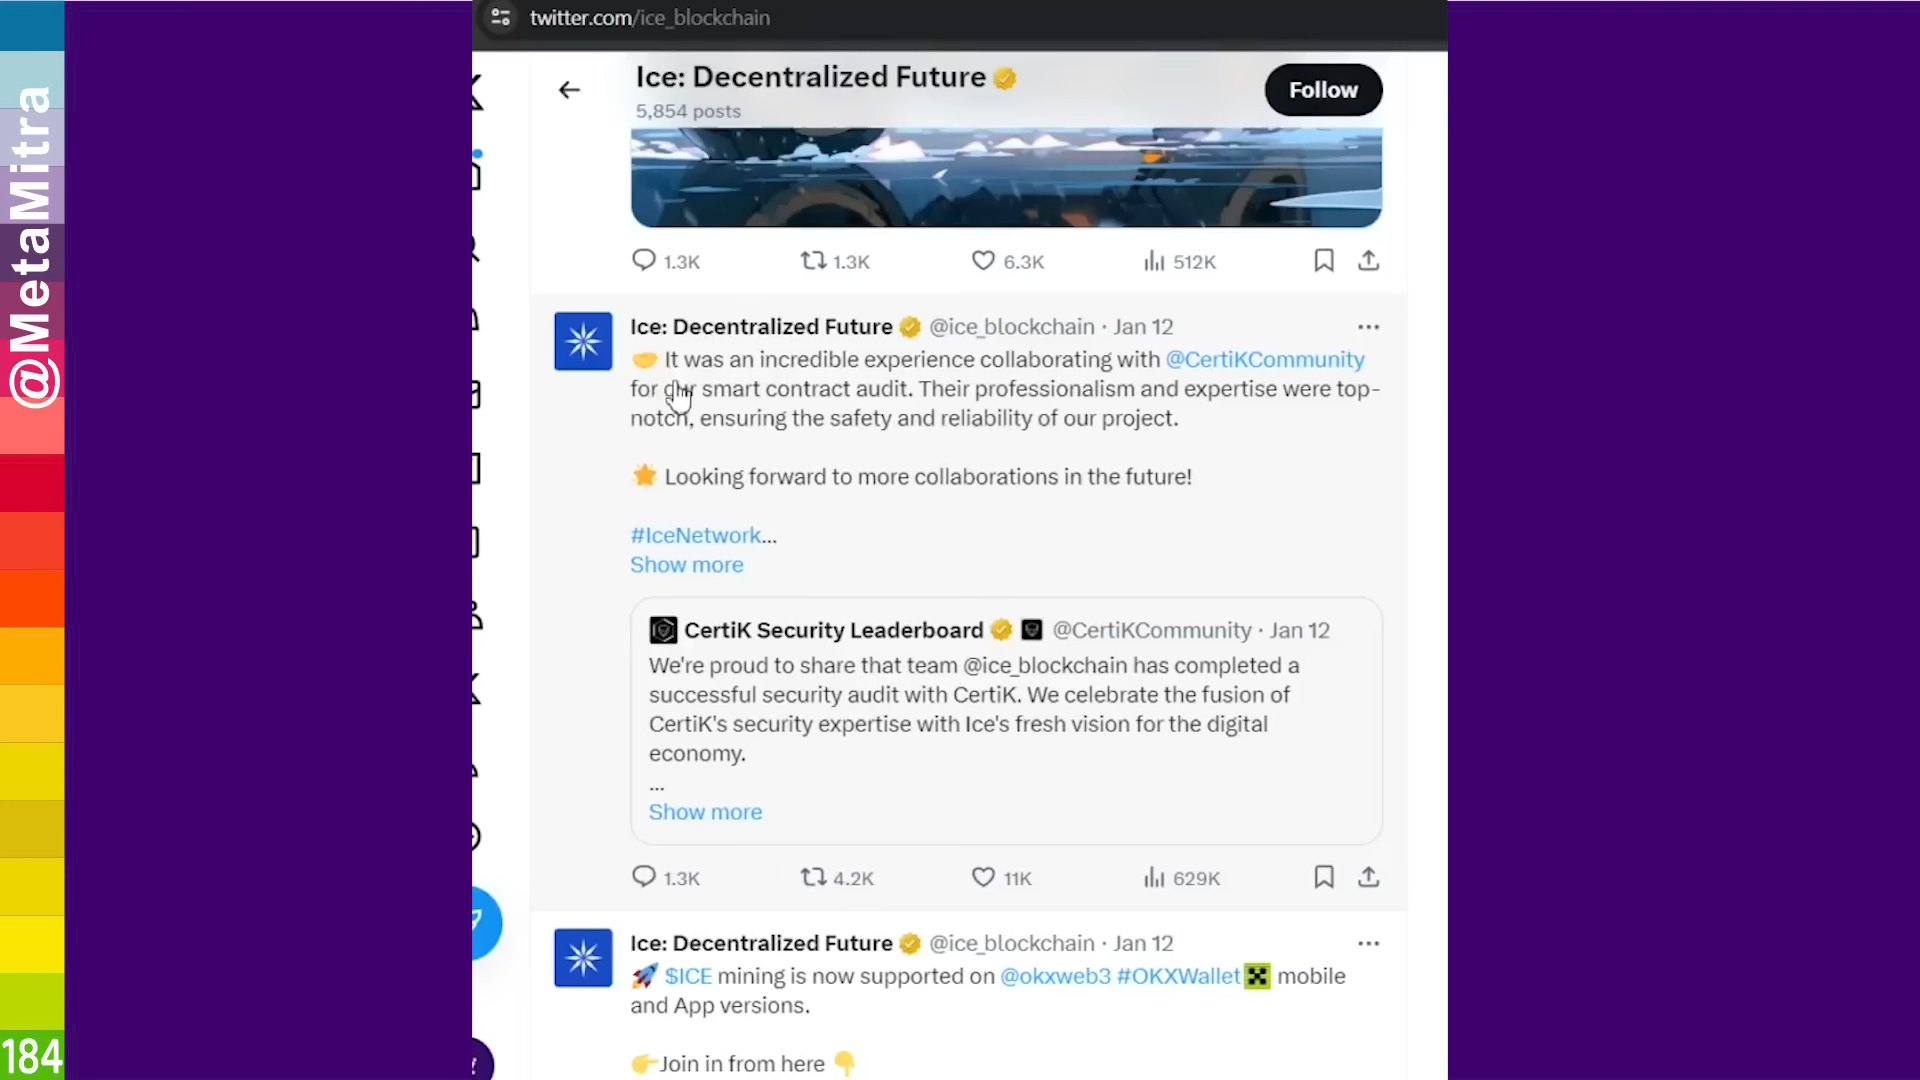 twitter.com/ice_blockchain
@MetaMitra
Ice: Decentralized Future
5,854 posts
Follow
1.3K 1.3K 6.3K 512K
Ice: Decentralized Future @ice_blockchain · Jan 12
🤝 It was an incredible experience collaborating with @CertiKCommunity
for our smart contract audit. Their professionalism and expertise were top-
notch, ensuring the safety and reliability of our project.
🌟 Looking forward to more collaborations in the future!
#IceNetwork...
Show more
CertiK Security Leaderboard @CertiKCommunity · Jan 12
We're proud to share that team @ice_blockchain has completed a
successful security audit with CertiK. We celebrate the fusion of
CertiK's security expertise with Ice's fresh vision for the digital
economy.
...
Show more
1.3K 4.2K 11K 629K
Ice: Decentralized Future @ice_blockchain · Jan 12
🚀 $ICE mining is now supported on @okxweb3 #OKXWallet mobile
and App versions.
👉Join in from here 👇
184